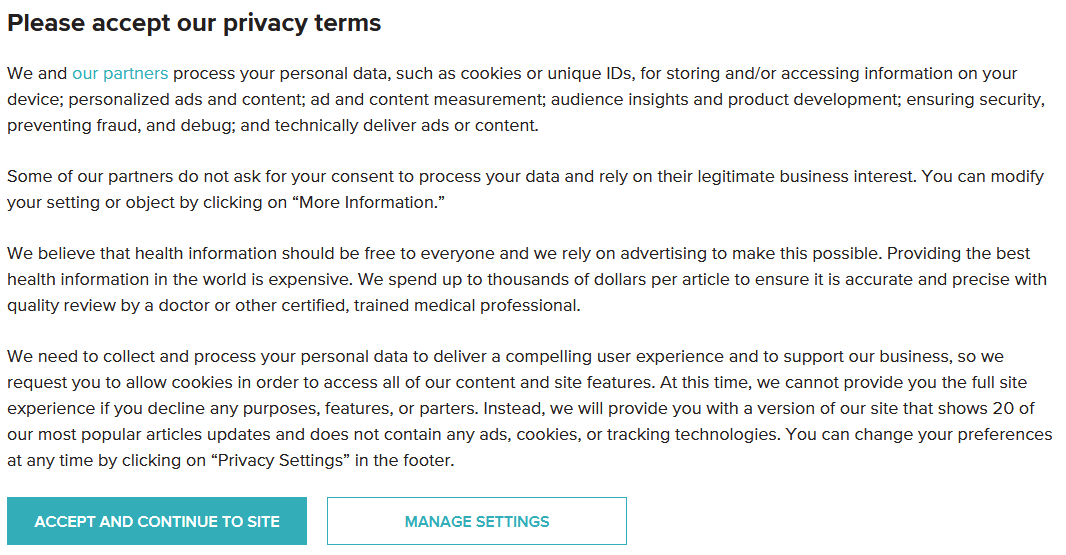 Please accept our privacy terms
We and our partners process your personal data, such as cookies or unique IDs, for storing and/or accessing information on your
device; personalized ads and content; ad and content measurement; audience insights and product development; ensuring security,
preventing fraud, and debug; and technically deliver ads or content.
Some of our partners do not ask for your consent to process your data and rely on their legitimate business interest. You can modify
your setting or object by clicking on “More Information.”
We believe that health information should be free to everyone and we rely on advertising to make this possible. Providing the best
health information in the world is expensive. We spend up to thousands of dollars per article to ensure it is accurate and precise with
quality review by a doctor or other certified, trained medical professional.
We need to collect and process your personal data to deliver a compelling user experience and to support our business, so we
request you to allow cookies in order to access all of our content and site features. At this time, we cannot provide you the full site
experience if you decline any purposes, features, or parters. Instead, we will provide you with a version of our site that shows 20 of
our most popular articles updates and does not contain any ads, cookies, or tracking technologies. You can change your preferences
at any time by clicking on “Privacy Settings” in the footer.
ACCEPT AND CONTINUE TO SITE
MANAGE SETTINGS